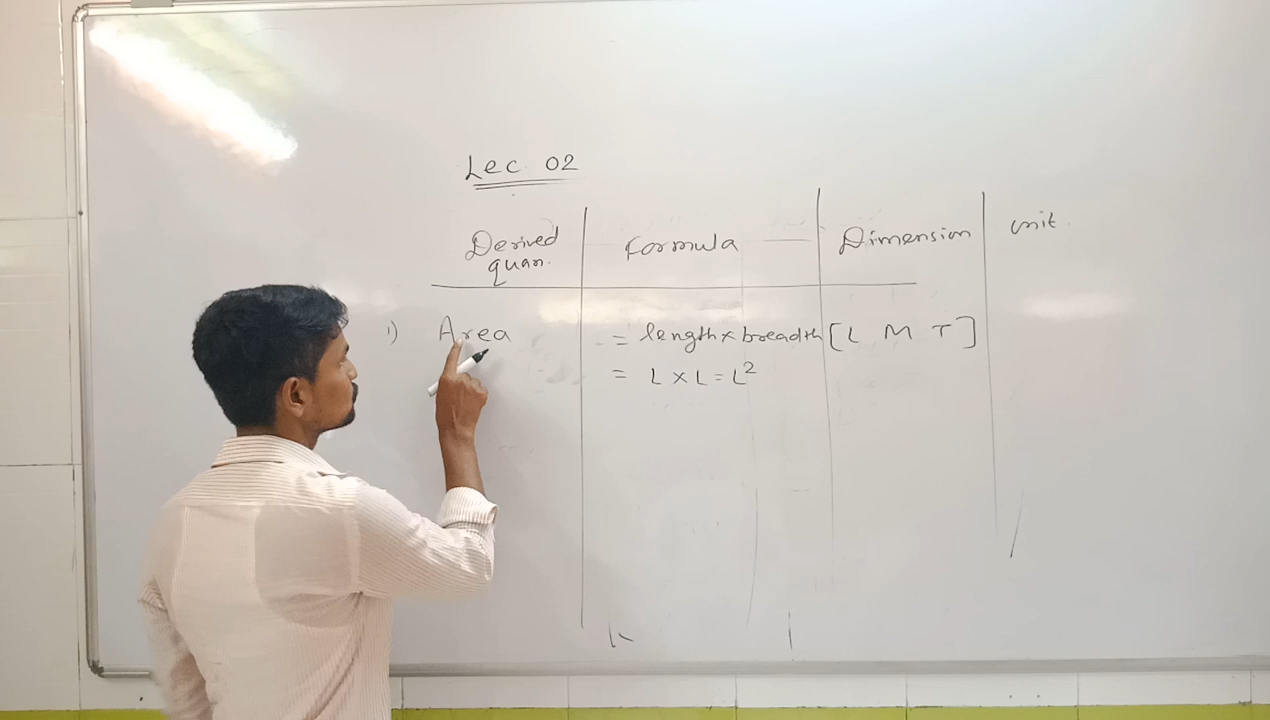 Lec 02
Derived quan. Formula Dimension unit
1) Area = length × breadth [L M T]
= L × L = L²